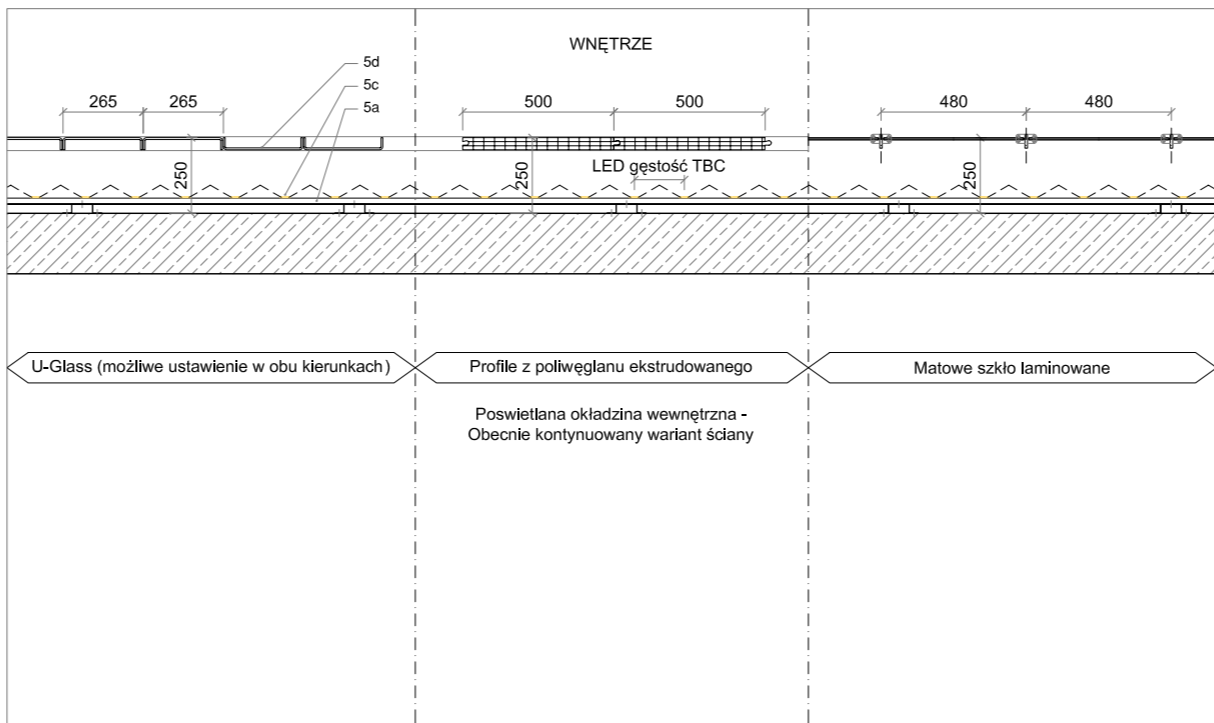 WNĘTRZE
5d
5c
5a
265
265
500
500
480
480
250
250
250
LED gęstość TBC
U-Glass (możliwe ustawienie w obu kierunkach)
Profile z poliwęglanu ekstrudowanego
Matowe szkło laminowane
Poswietlana okładzina wewnętrzna -
Obecnie kontynuowany wariant ściany